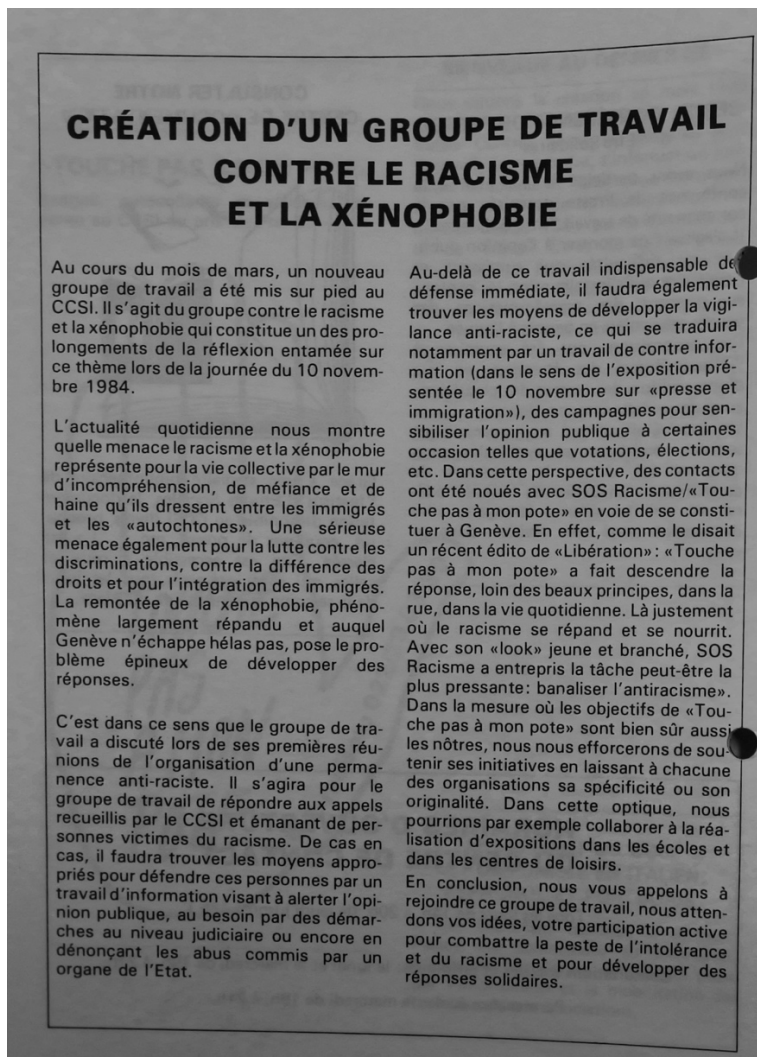 CRÉATION D'UN GROUPE DE TRAVAIL
CONTRE LE RACISME
ET LA XÉNOPHOBIE
Au cours du mois de mars, un nouveau
groupe de travail a été mis sur pied au
CCSI. Il s'agit du groupe contre le racisme
et la xénophobie qui constitue un des pro-
longements de la réflexion entamée sur
ce thème lors de la journée du 10 novem-
bre 1984.
L'actualité quotidienne nous montre
quelle menace le racisme et la xénophobie
représente pour la vie collective par le mur
d'incompréhension, de méfiance et de
haine qu'ils dressent entre les immigrés
et les «autochtones». Une sérieuse
menace également pour la lutte contre les
discriminations, contre la différence des
droits et pour l'intégration des immigrés.
La remontée de la xénophobie, phéno-
mène largement répandu et auquel
Genève n'échappe hélas pas, pose le pro-
blème épineux de développer des
réponses.
C'est dans ce sens que le groupe de tra-
vail a discuté lors de ses premières réu-
nions de l'organisation d'une perma-
nence anti-raciste. Il s'agira pour le
groupe de travail de répondre aux appels
recueillis par le CCSI et émanant de per-
sonnes victimes du racisme. De cas en
cas, il faudra trouver les moyens appro-
priés pour défendre ces personnes par un
travail d'information visant à alerter l'opi-
nion publique, au besoin par des démar-
ches au niveau judiciaire ou encore en
dénonçant les abus commis par un
organe de l'Etat.
Au-delà de ce travail indispensable de
défense immédiate, il faudra également
trouver les moyens de développer la vigi-
lance anti-raciste, ce qui se traduira
notamment par un travail de contre infor-
mation (dans le sens de l'exposition pré-
sentée le 10 novembre sur «presse et
immigration»), des campagnes pour sen-
sibiliser l'opinion publique à certaines
occasion telles que votations, élections,
etc. Dans cette perspective, des contacts
ont été noués avec SOS Racisme/«Tou-
che pas à mon pote» en voie de se consti-
tuer à Genève. En effet, comme le disait
un récent édito de «Libération»: «Touche
pas à mon pote» a fait descendre la
réponse, loin des beaux principes, dans la
rue, dans la vie quotidienne. Là justement
où le racisme se répand et se nourrit.
Avec son «look» jeune et branché, SOS
Racisme a entrepris la tâche peut-être la
plus pressante: banaliser l'antiracisme».
Dans la mesure où les objectifs de «Tou-
che pas à mon pote» sont bien sûr aussi
les nôtres, nous nous efforcerons de sou-
tenir ses initiatives en laissant à chacune
des organisations sa spécificité ou son
originalité. Dans cette optique, nous
pourrions par exemple collaborer à la réa-
lisation d'expositions dans les écoles et
dans les centres de loisirs.
En conclusion, nous vous appelons à
rejoindre ce groupe de travail, nous atten-
dons vos idées, votre participation active
pour combattre la peste de l'intolérance
et du racisme et pour développer des
réponses solidaires.